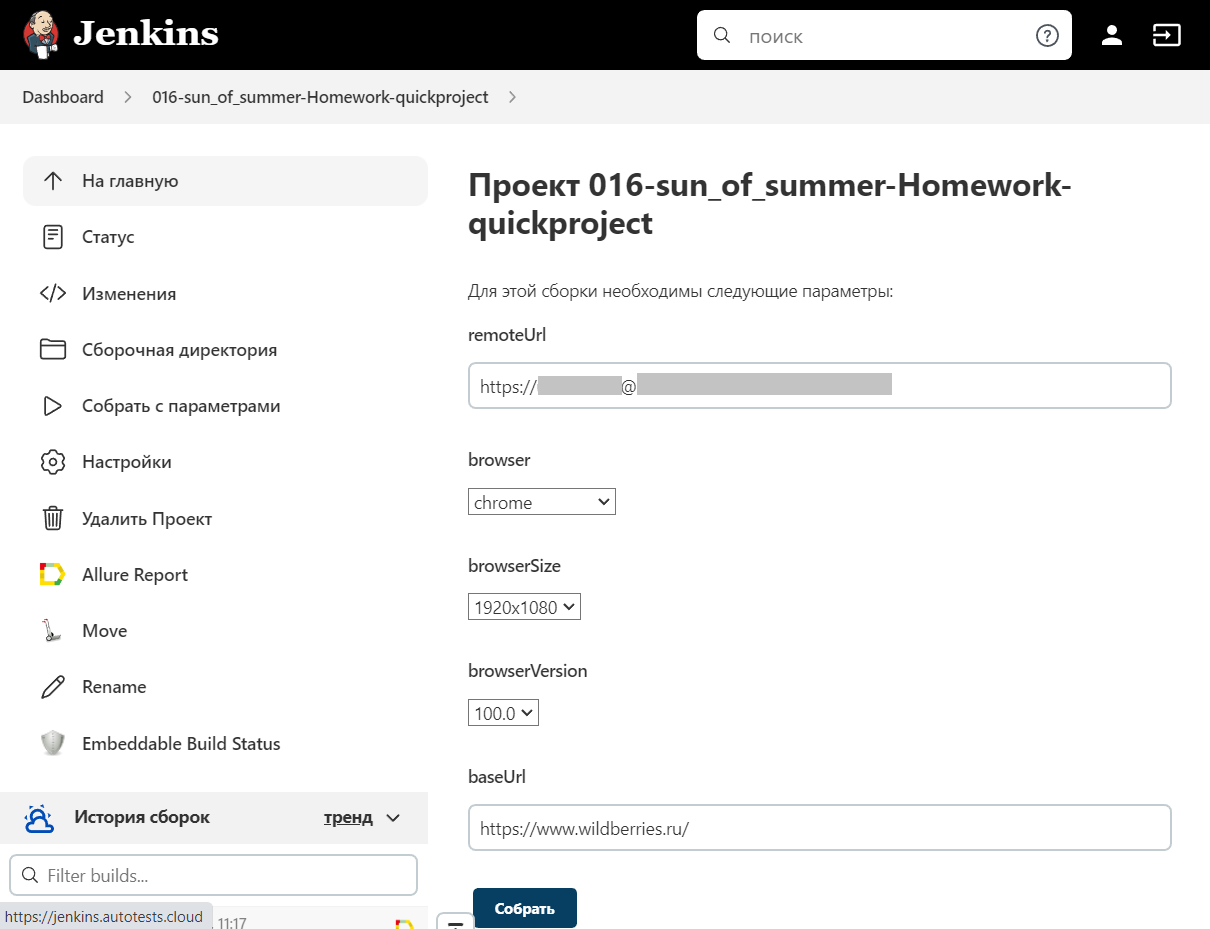 Jenkins
поиск
Dashboard
016-sun_of_summer-Homework-quickproject
На главную
Статус
Изменения
Сборочная директория
Собрать с параметрами
Настройки
Удалить Проект
Allure Report
Move
Rename
Embeddable Build Status
История сборок тренд
Filter builds...
https://jenkins.autotests.cloud
11:17
Проект 016-sun_of_summer-Homework-
quickproject
Для этой сборки необходимы следующие параметры:
remoteUrl
https:// @
browser
chrome
browserSize
1920x1080
browserVersion
100.0
baseUrl
https://www.wildberries.ru/
Собрать